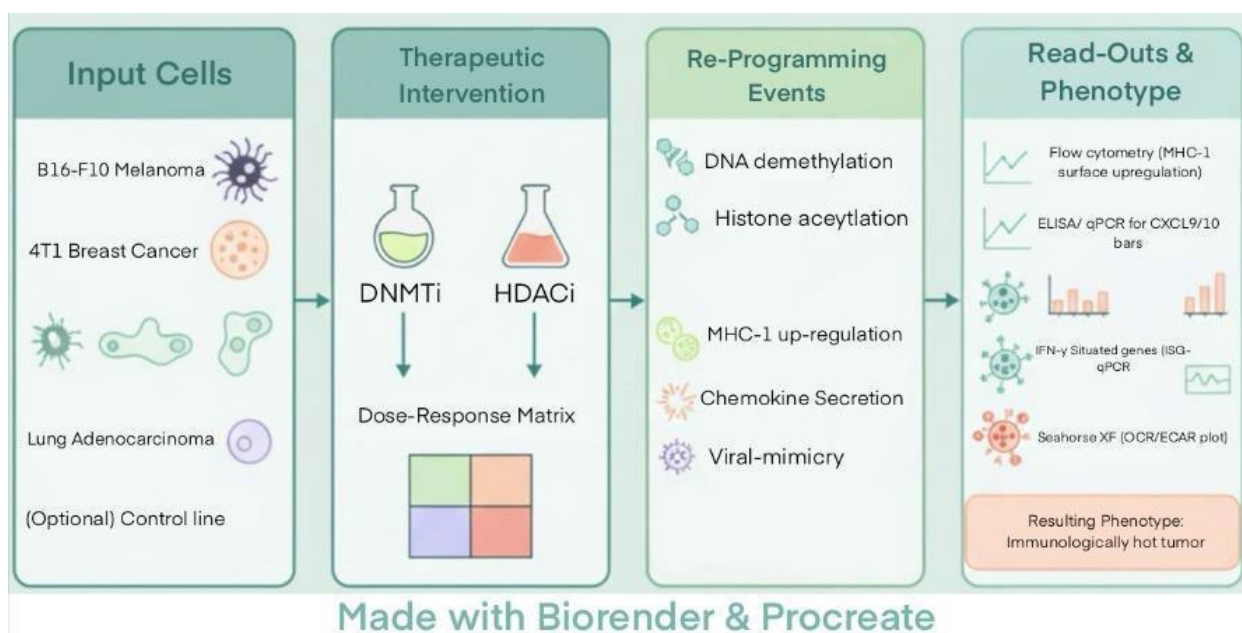 Input Cells
B16-F10 Melanoma
4T1 Breast Cancer
Lung Adenocarcinoma
(Optional) Control line
Therapeutic
Intervention
DNMTi
HDACi
Dose-Response Matrix
Re-Programming
Events
DNA demethylation
Histone aceytlation
MHC-1 up-regulation
Chemokine Secretion
Viral-mimicry
Read-Outs &
Phenotype
Flow cytometry (MHC-1
surface upregulation)
ELISA/ qPCR for CXCL9/10
bars
IFN-y Situated genes (ISG-
qPCR
Seahorse XF (OCR/ECAR plot)
Resulting Phenotype:
Immunologically hot tumor
Made with Biorender & Procreate